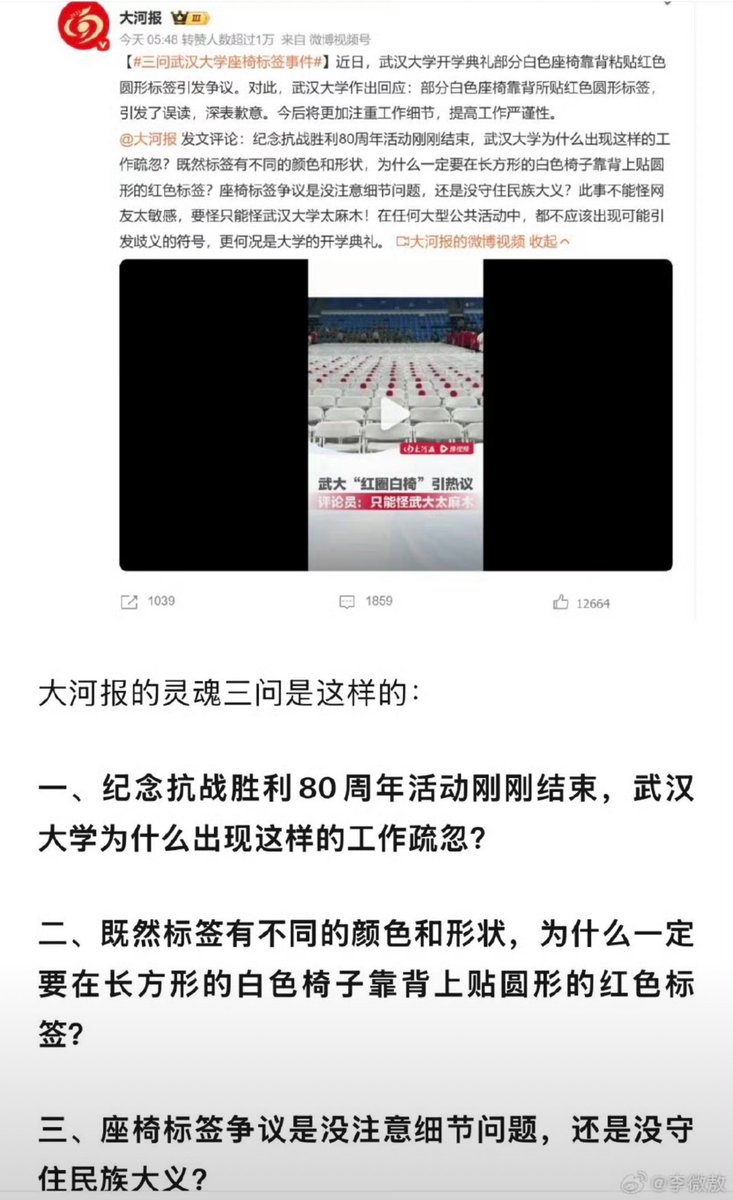 大河报
今天 05:48 转赞人数超过1万 来自 微博视频号
【#三问武汉大学座椅标签事件#】近日，武汉大学开学典礼部分白色座椅靠背粘贴红色
圆形标签引发争议。对此，武汉大学作出回应：部分白色座椅靠背所贴红色圆形标签，
引发了误读，深表歉意。今后将更加注重工作细节，提高工作严谨性。
@大河报 发文评论：纪念抗战胜利80周年活动刚刚结束，武汉大学为什么出现这样的工
作疏忽？既然标签有不同的颜色和形状，为什么一定要在长方形的白色椅子靠背上贴圆
形的红色标签？座椅标签争议是没注意细节问题，还是没守住民族大义？此事不能怪网
友太敏感，要怪只能怪武汉大学太麻木！在任何大型公共活动中，都不应该出现可能引
发歧义的符号，更何况是大学的开学典礼。 大河报的微博视频 收起
武大“红圈白椅”引热议
评论员：只能怪武大太麻木
1039
1859
12664
大河报的灵魂三问是这样的：
一、纪念抗战胜利80周年活动刚刚结束，武汉
大学为什么出现这样的工作疏忽？
二、既然标签有不同的颜色和形状，为什么一定
要在长方形的白色椅子靠背上贴圆形的红色标
签？
三、座椅标签争议是没注意细节问题，还是没守
住民族大义？
@李微敖